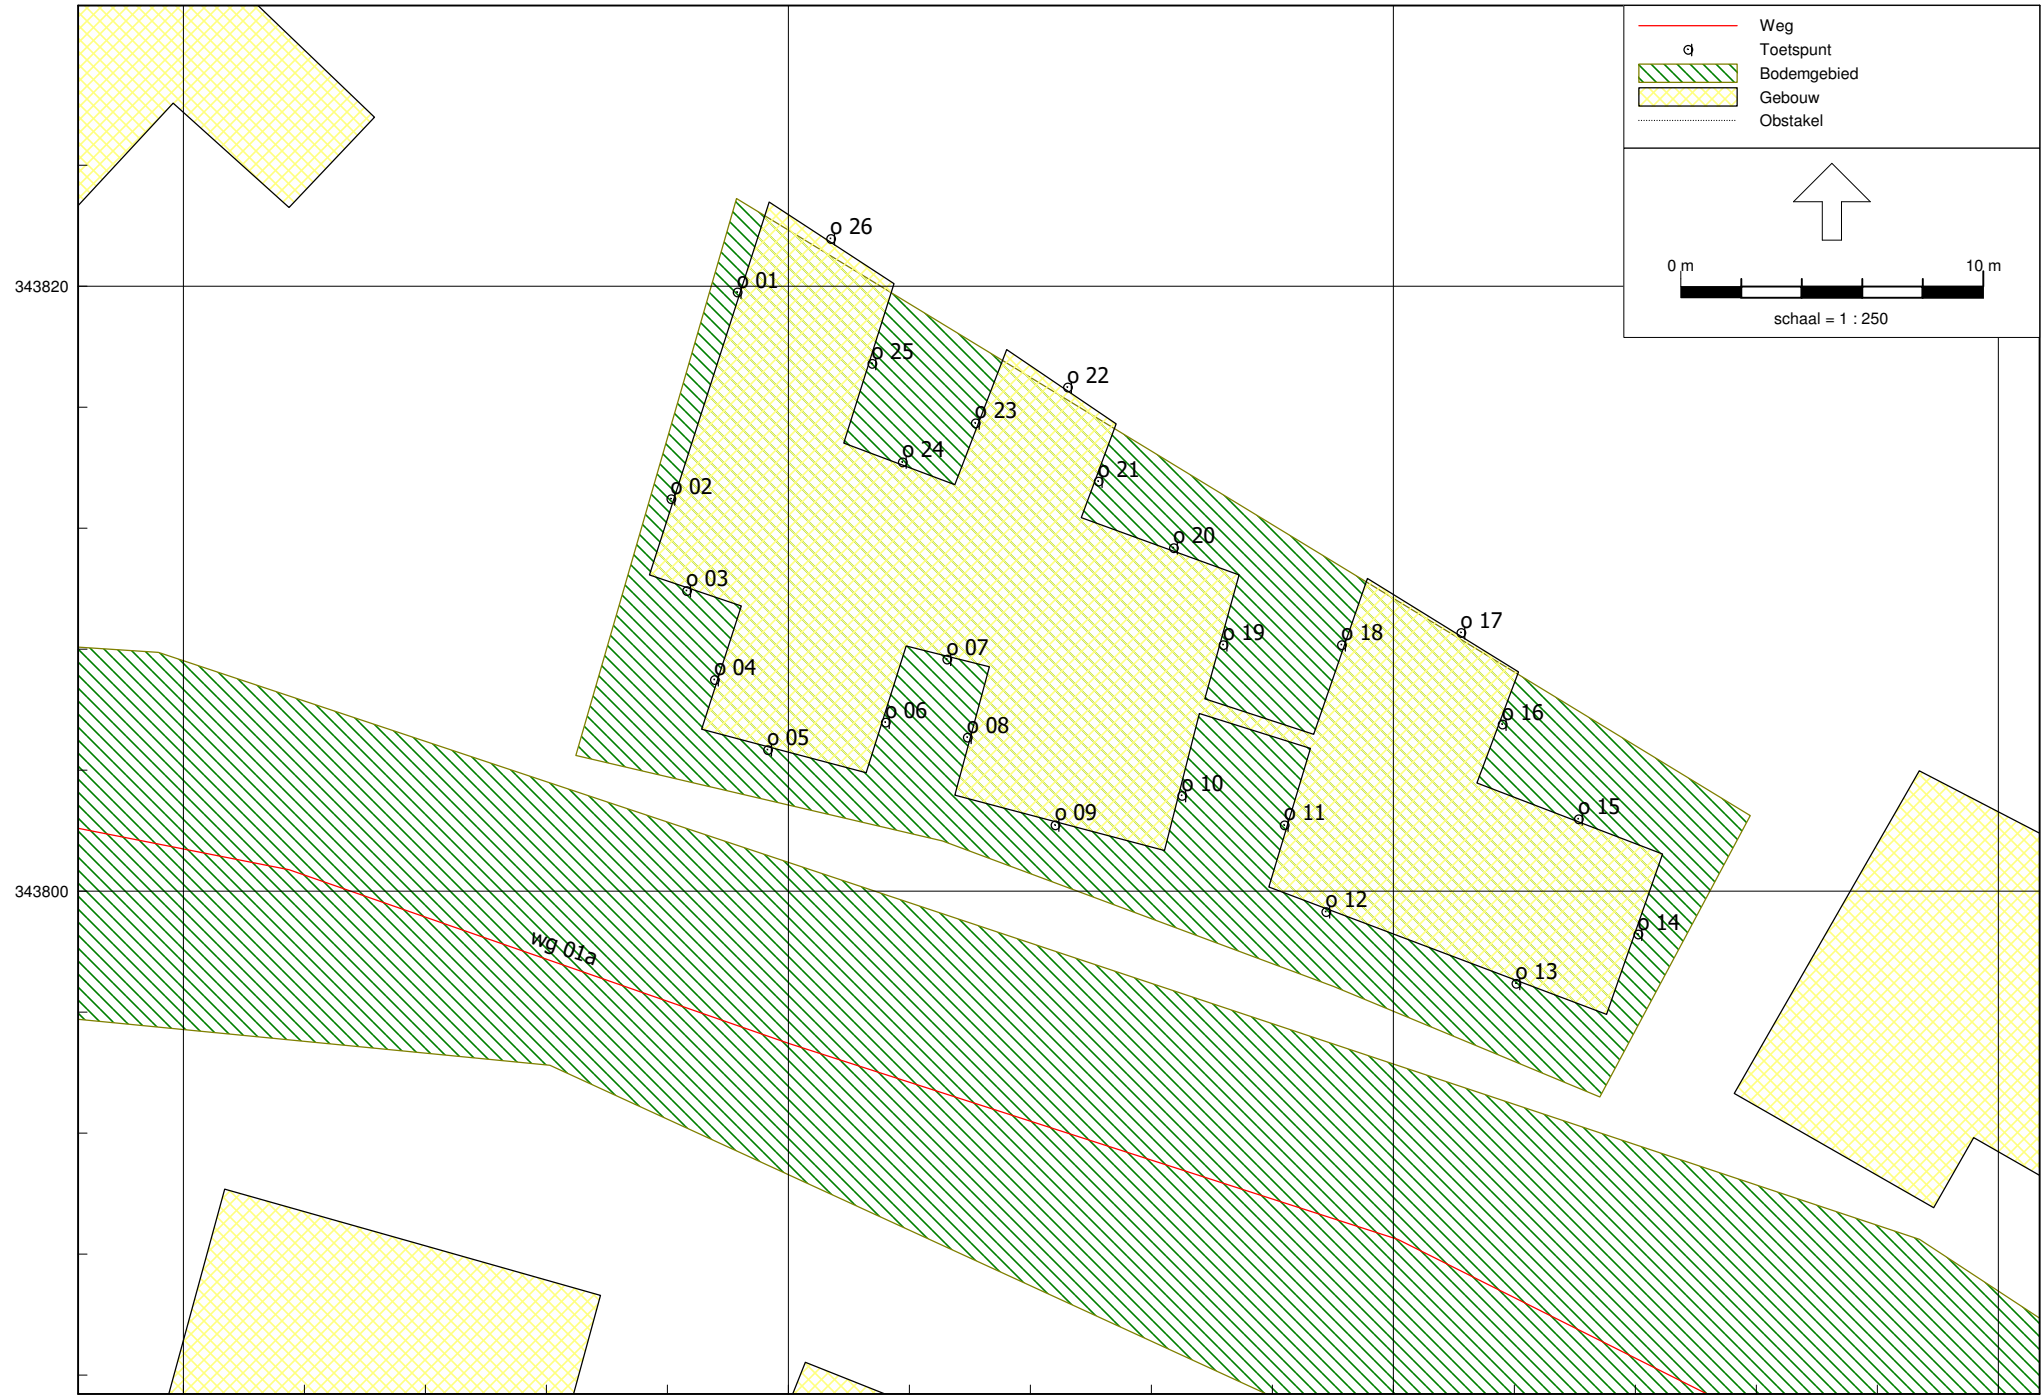 Weg
Toetspunt
Bodemgebied
Gebouw
Obstakel
0 m 10 m
schaal = 1 : 250
343820
343800
o 26
o 01
o 25
o 22
o 23
o 24
o 21
o 02
o 20
o 03
o 19
o 18
o 17
o 07
o 04
o 06
o 08
o 05
o 16
o 10
o 09
o 11
o 15
o 12
o 14
o 13
wg 01a